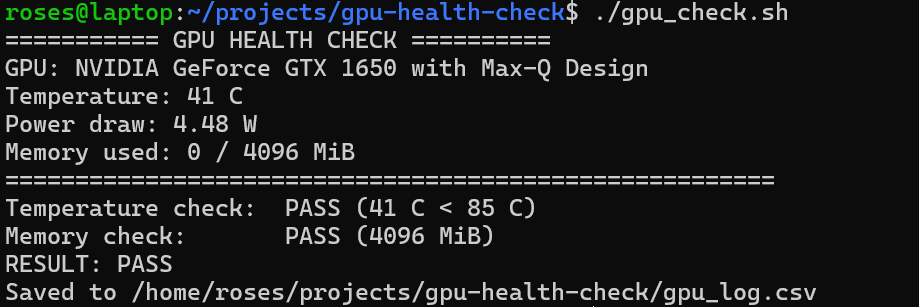 roses@laptop:~/projects/gpu-health-check$ ./gpu_check.sh
=========== GPU HEALTH CHECK ==========
GPU: NVIDIA GeForce GTX 1650 with Max-Q Design
Temperature: 41 C
Power draw: 4.48 W
Memory used: 0 / 4096 MiB
=======================================================
Temperature check:  PASS (41 C < 85 C)
Memory check:       PASS (4096 MiB)
RESULT: PASS
Saved to /home/roses/projects/gpu-health-check/gpu_log.csv